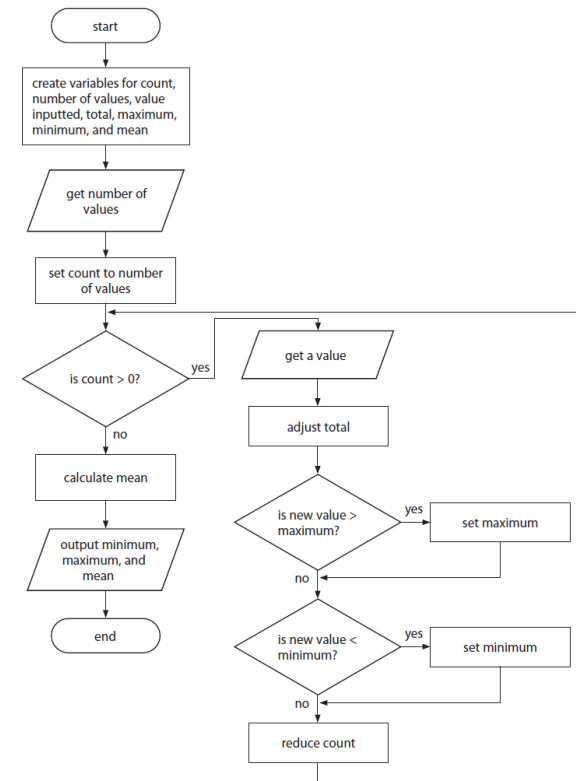 start
create variables for count,
number of values, value
inputted, total, maximum,
minimum, and mean
get number of
values
set count to number
of values
is count > 0?
yes
no
calculate mean
output minimum,
maximum, and
mean
end
get a value
adjust total
is new value >
maximum?
yes
set maximum
no
is new value <
minimum?
yes
set minimum
no
reduce count